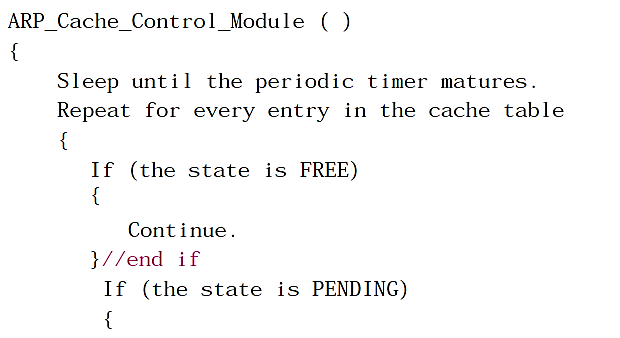 ARP_Cache_Control_Module ( )
{
Sleep until the periodic timer matures.
Repeat for every entry in the cache table
{
If (the state is FREE)
{
Continue.
}//end if
If (the state is PENDING)
{